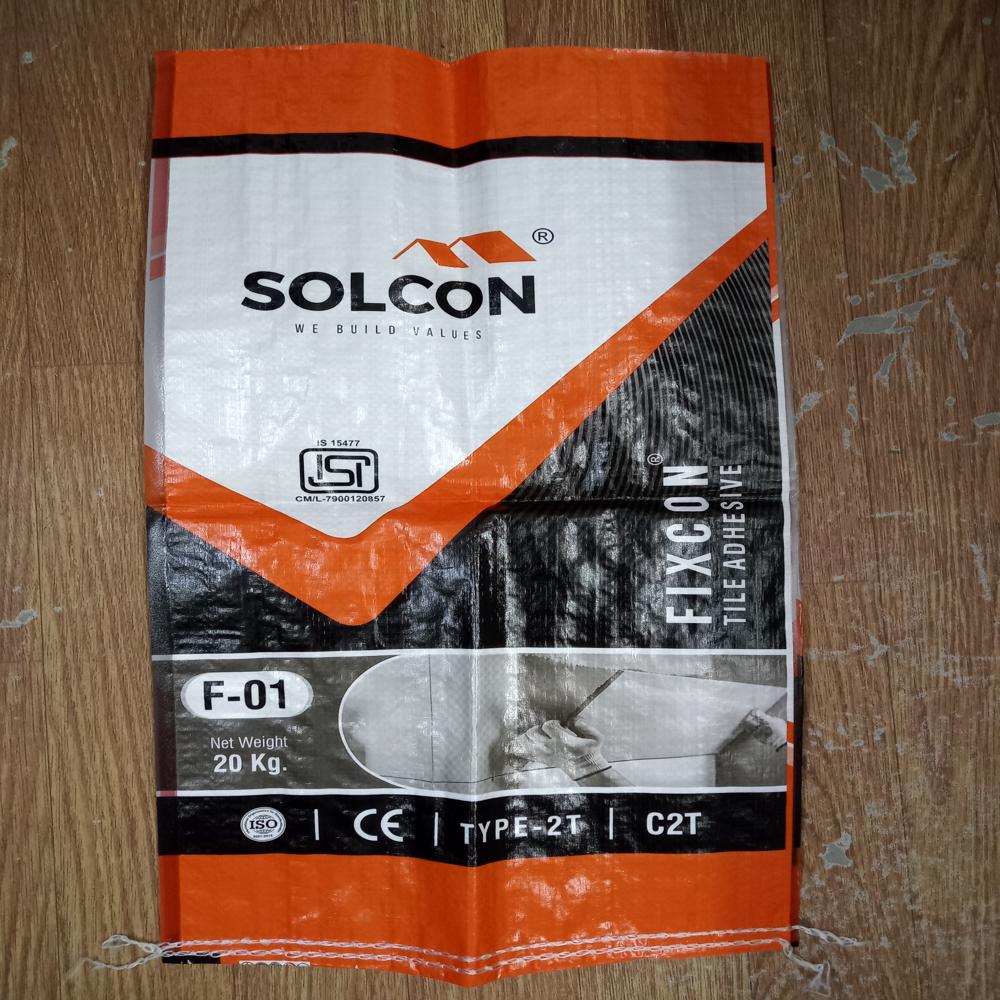 ®
SOLCON
WE BUILD VALUES
IS 15477
ISI
CM/L-7900120857
FIXCON®
TILE ADHESIVE
F-01
Net Weight
20 Kg.
ISO
CE | TYPE-2T | C2T